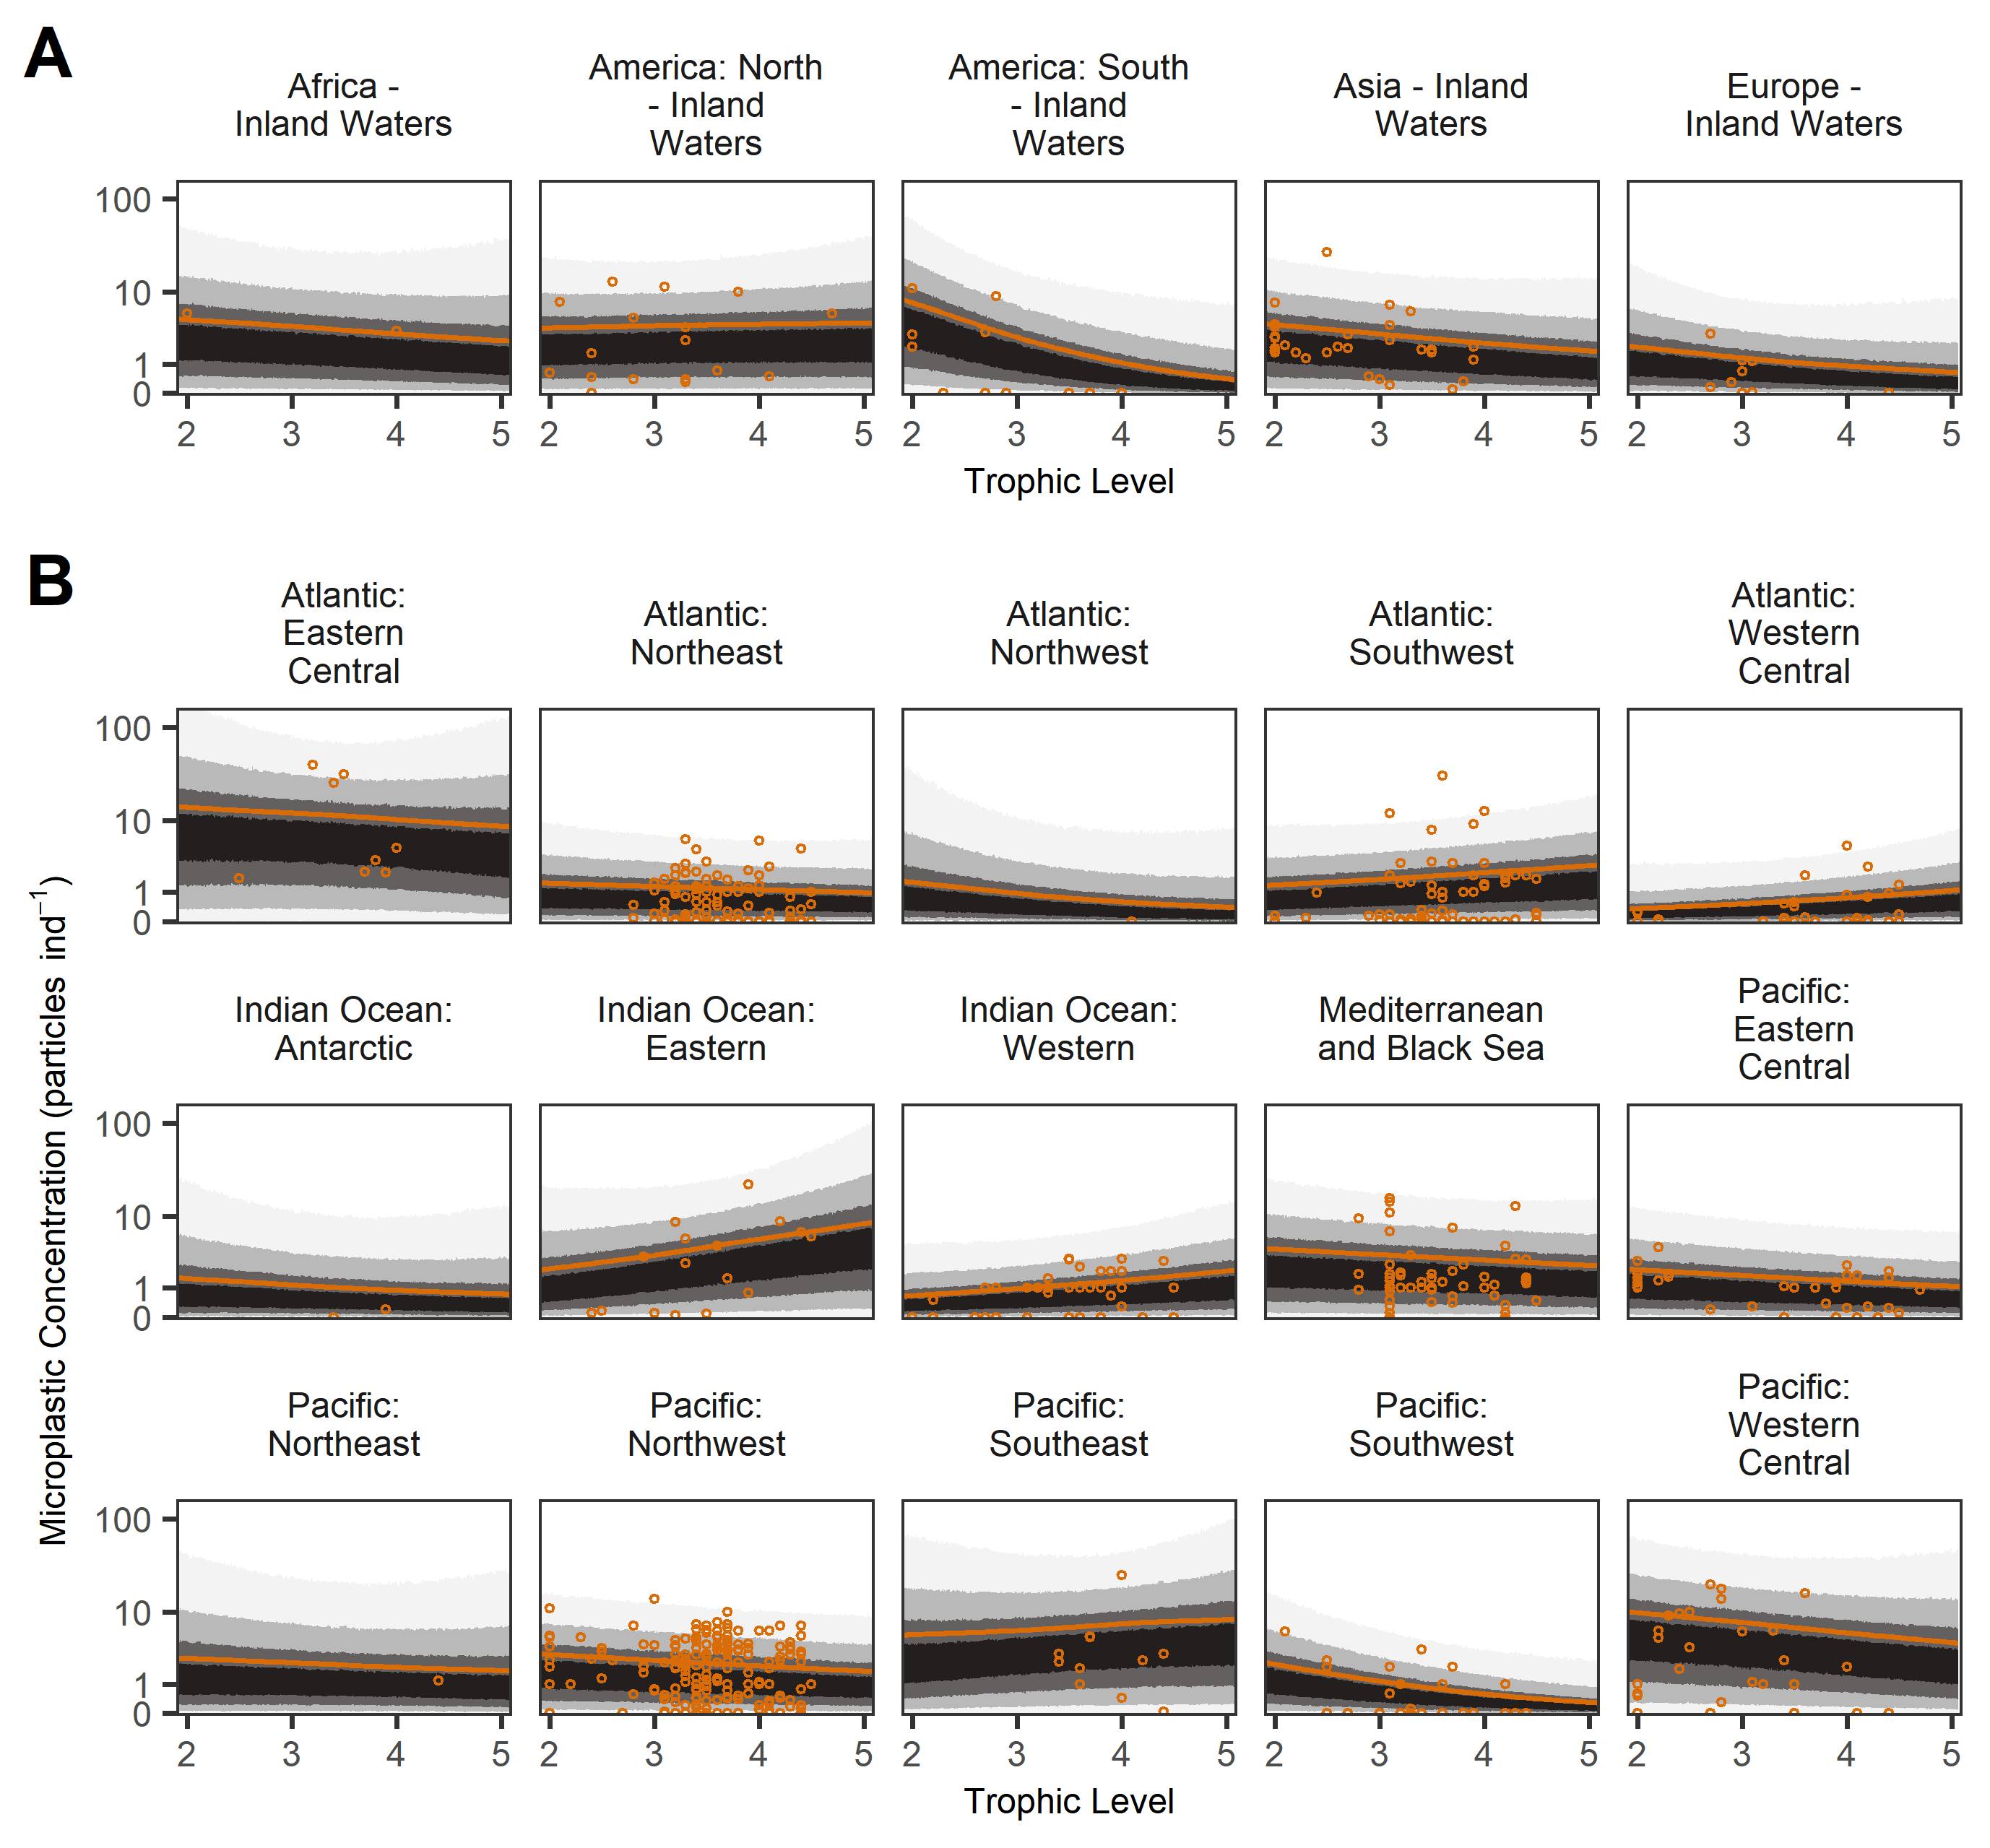 A
Africa -
Inland Waters
America: North
- Inland
Waters
America: South
- Inland
Waters
Asia - Inland
Waters
Europe -
Inland Waters
100
10
1
0
2 3 4 5
2 3 4 5
2 3 4 5
2 3 4 5
2 3 4 5
Trophic Level
B
Microplastic Concentration (particles ind⁻¹)
Atlantic:
Eastern
Central
Atlantic:
Northeast
Atlantic:
Northwest
Atlantic:
Southwest
Atlantic:
Western
Central
100
10
1
0
Indian Ocean:
Antarctic
Indian Ocean:
Eastern
Indian Ocean:
Western
Mediterranean
and Black Sea
Pacific:
Eastern
Central
100
10
1
0
Pacific:
Northeast
Pacific:
Northwest
Pacific:
Southeast
Pacific:
Southwest
Pacific:
Western
Central
100
10
1
0
2 3 4 5
2 3 4 5
2 3 4 5
2 3 4 5
2 3 4 5
Trophic Level